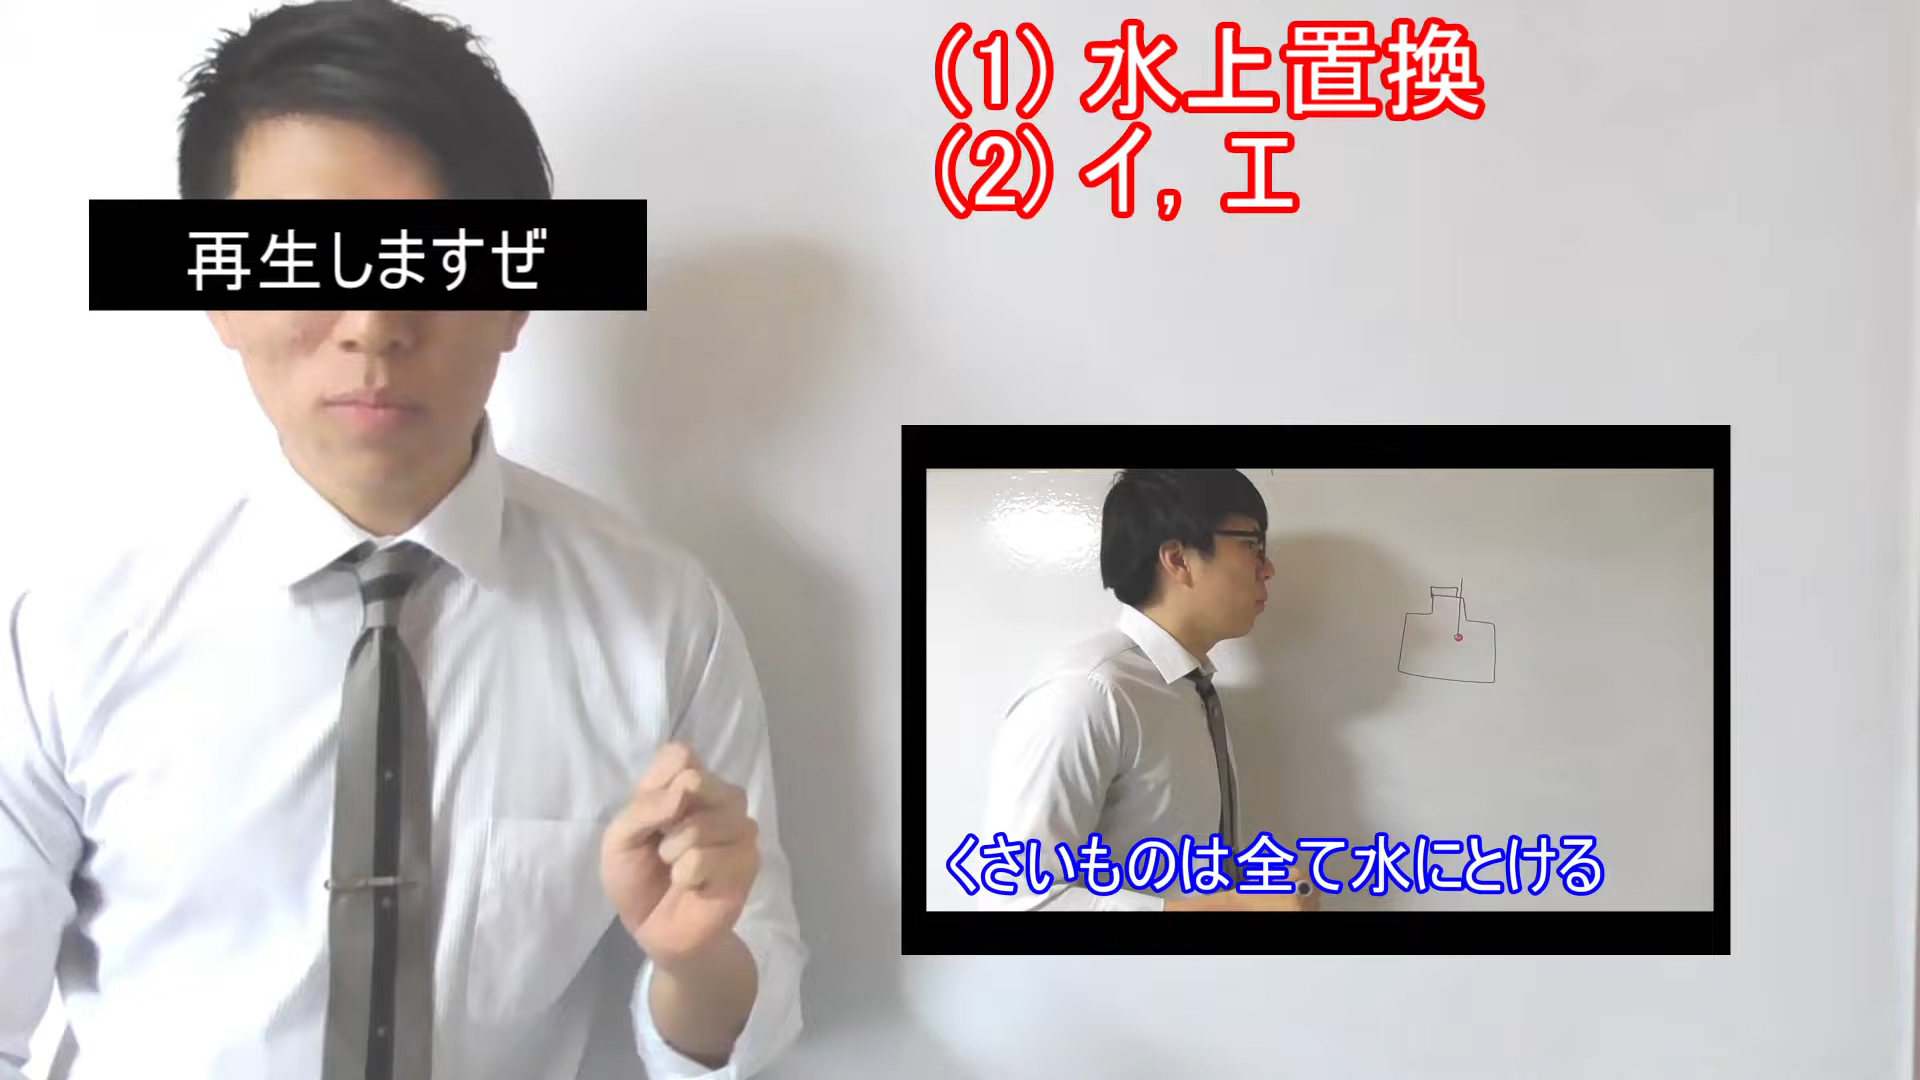 (1) 水上置換
(2) イ, エ
再生しますぜ
くさいものは全て水にとける